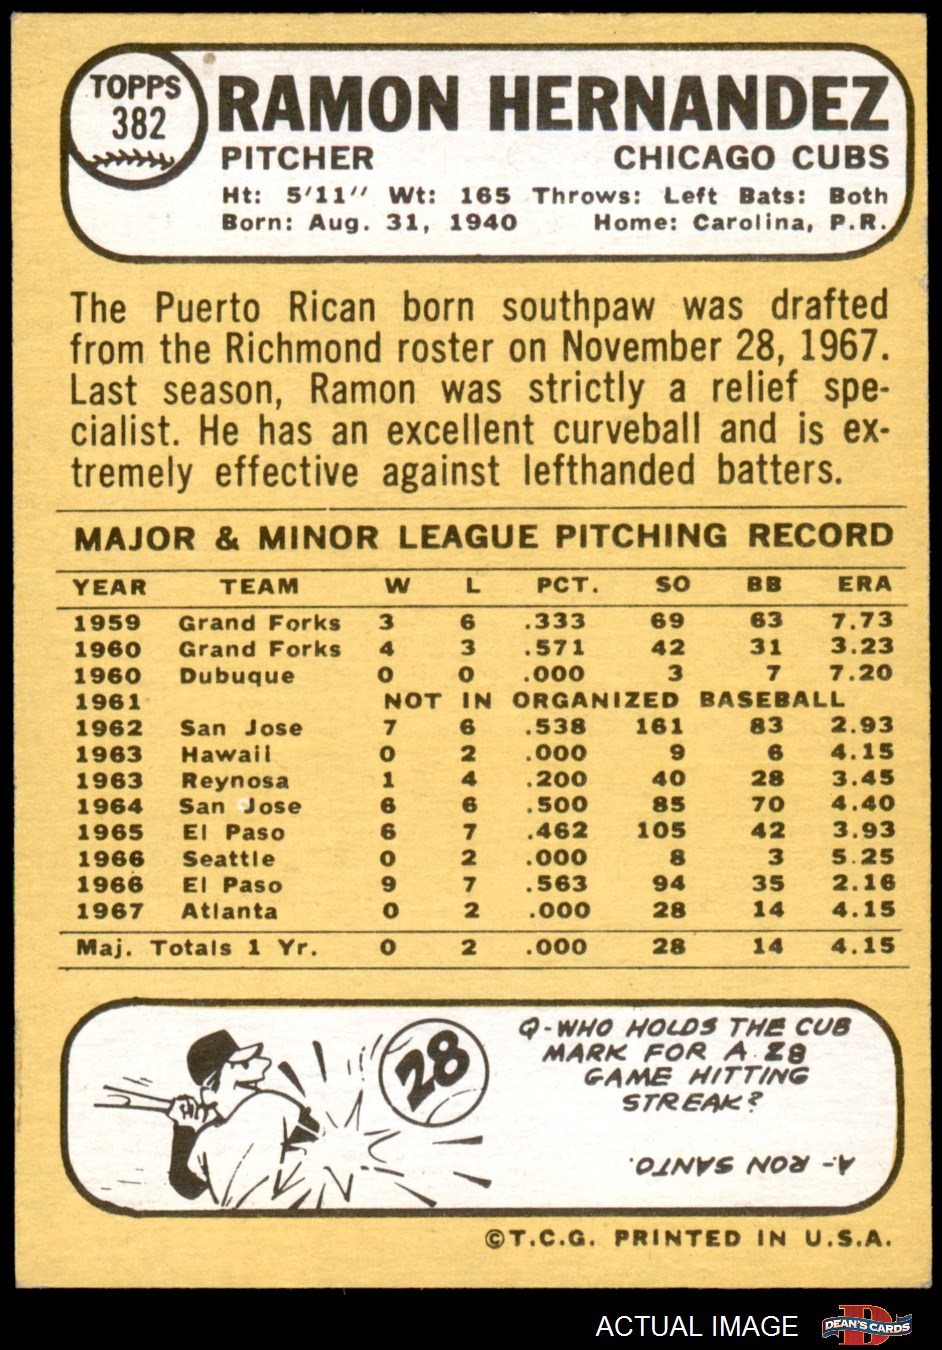 TOPPS
382
RAMON HERNANDEZ
PITCHER CHICAGO CUBS
Ht: 5'11" Wt: 165 Throws: Left Bats: Both
Born: Aug. 31, 1940 Home: Carolina, P.R.
The Puerto Rican born southpaw was drafted
from the Richmond roster on November 28, 1967.
Last season, Ramon was strictly a relief spe-
cialist. He has an excellent curveball and is ex-
tremely effective against lefthanded batters.
MAJOR & MINOR LEAGUE PITCHING RECORD
YEAR TEAM W L PCT. SO BB ERA
1959 Grand Forks 3 6 .333 69 63 7.73
1960 Grand Forks 4 3 .571 42 31 3.23
1960 Dubuque 0 0 .000 3 7 7.20
1961 NOT IN ORGANIZED BASEBALL
1962 San Jose 7 6 .538 161 83 2.93
1963 Hawaii 0 2 .000 9 6 4.15
1963 Reynosa 1 4 .200 40 28 3.45
1964 San Jose 6 6 .500 85 70 4.40
1965 El Paso 6 7 .462 105 42 3.93
1966 Seattle 0 2 .000 8 3 5.25
1966 El Paso 9 7 .563 94 35 2.16
1967 Atlanta 0 2 .000 28 14 4.15
Maj. Totals 1 Yr. 0 2 .000 28 14 4.15
28
Q-WHO HOLDS THE CUB
MARK FOR A 28
GAME HITTING
STREAK?
A-RON SANTO.
©T.C.G. PRINTED IN U.S.A.
ACTUAL IMAGE
D
DEAN'S CARDS